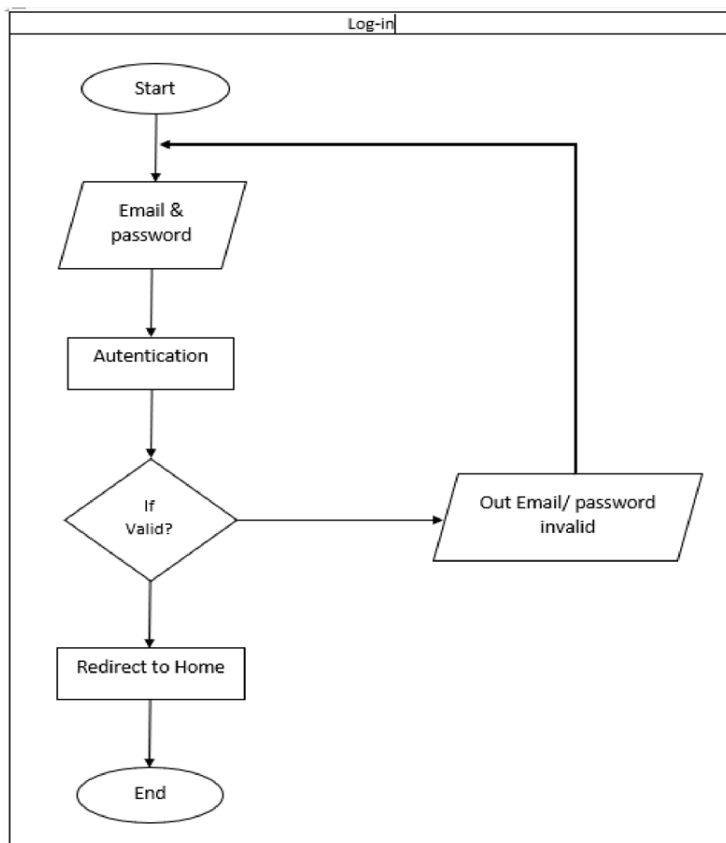 Log-in
Start
Email &
password
Autentication
If
Valid?
Out Email/ password
invalid
Redirect to Home
End